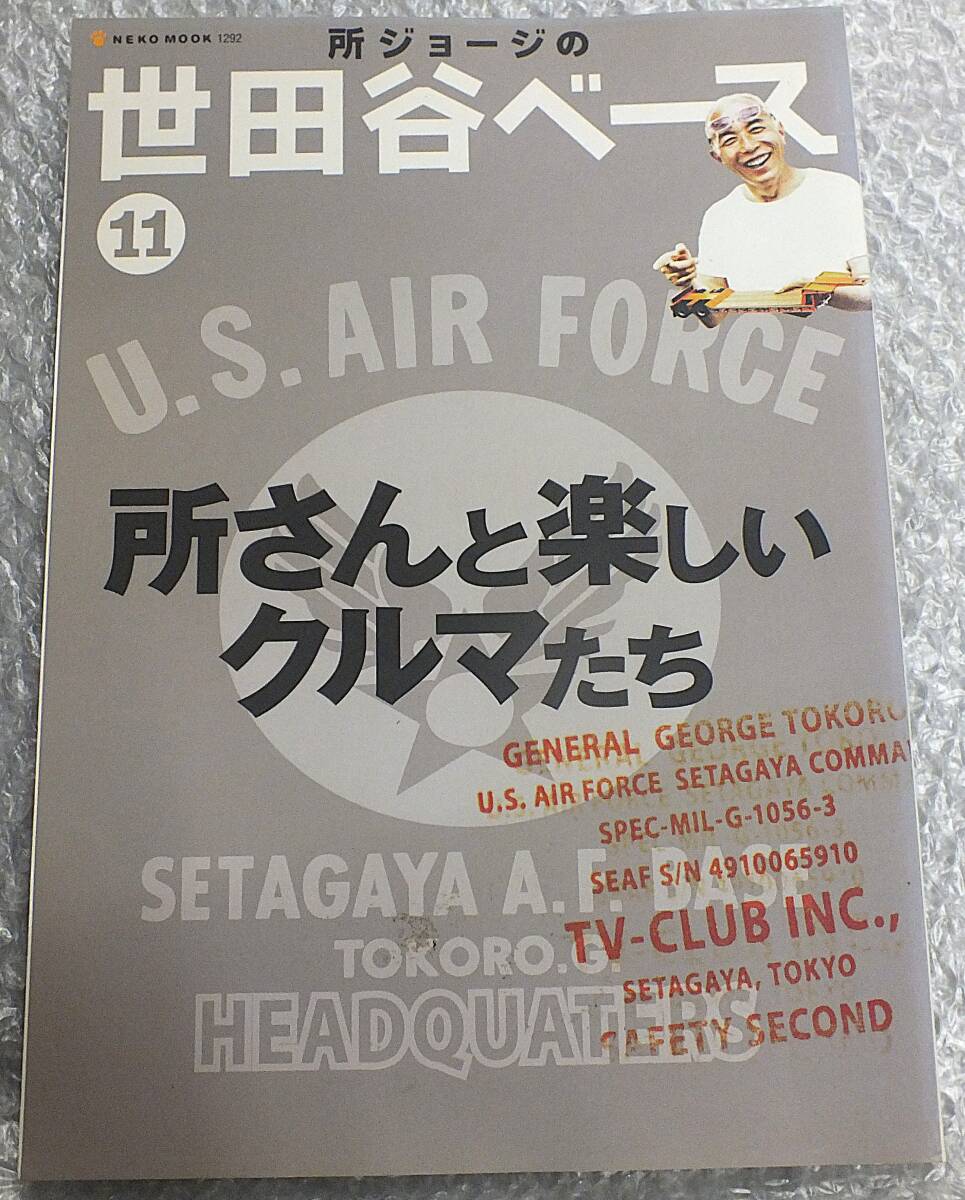 NEKO MOOK 1292
所ジョージの
世田谷ベース
11
U.S. AIR FORCE
所さんと楽しい
クルマたち
GENERAL GEORGE TOKORO
U.S. AIR FORCE SETAGAYA COMMA
SPEC-MIL-G-1056-3
SEAF S/N 4910065910
TV-CLUB INC.,
SETAGAYA, TOKYO
SAFETY SECOND
SETAGAYA A.F. BASE
TOKORO.G.
HEADQUATERS